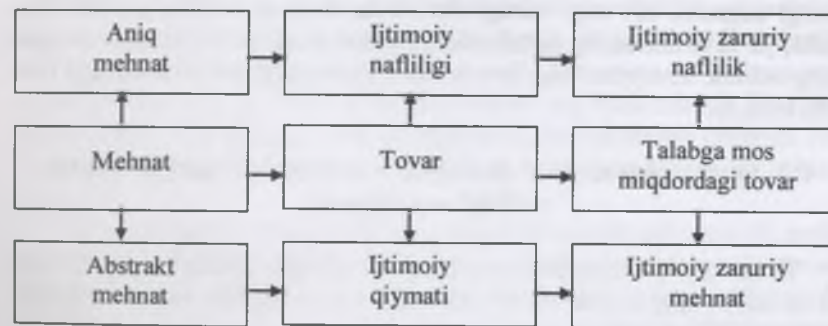 Aniq
mehnat
Ijtimoiy
nafliligi
Ijtimoiy zaruriy
naflilik
Mehnat
Tovar
Talabga mos
miqdordagi tovar
Abstrakt
mehnat
Ijtimoiy
qiymati
Ijtimoiy zaruriy
mehnat